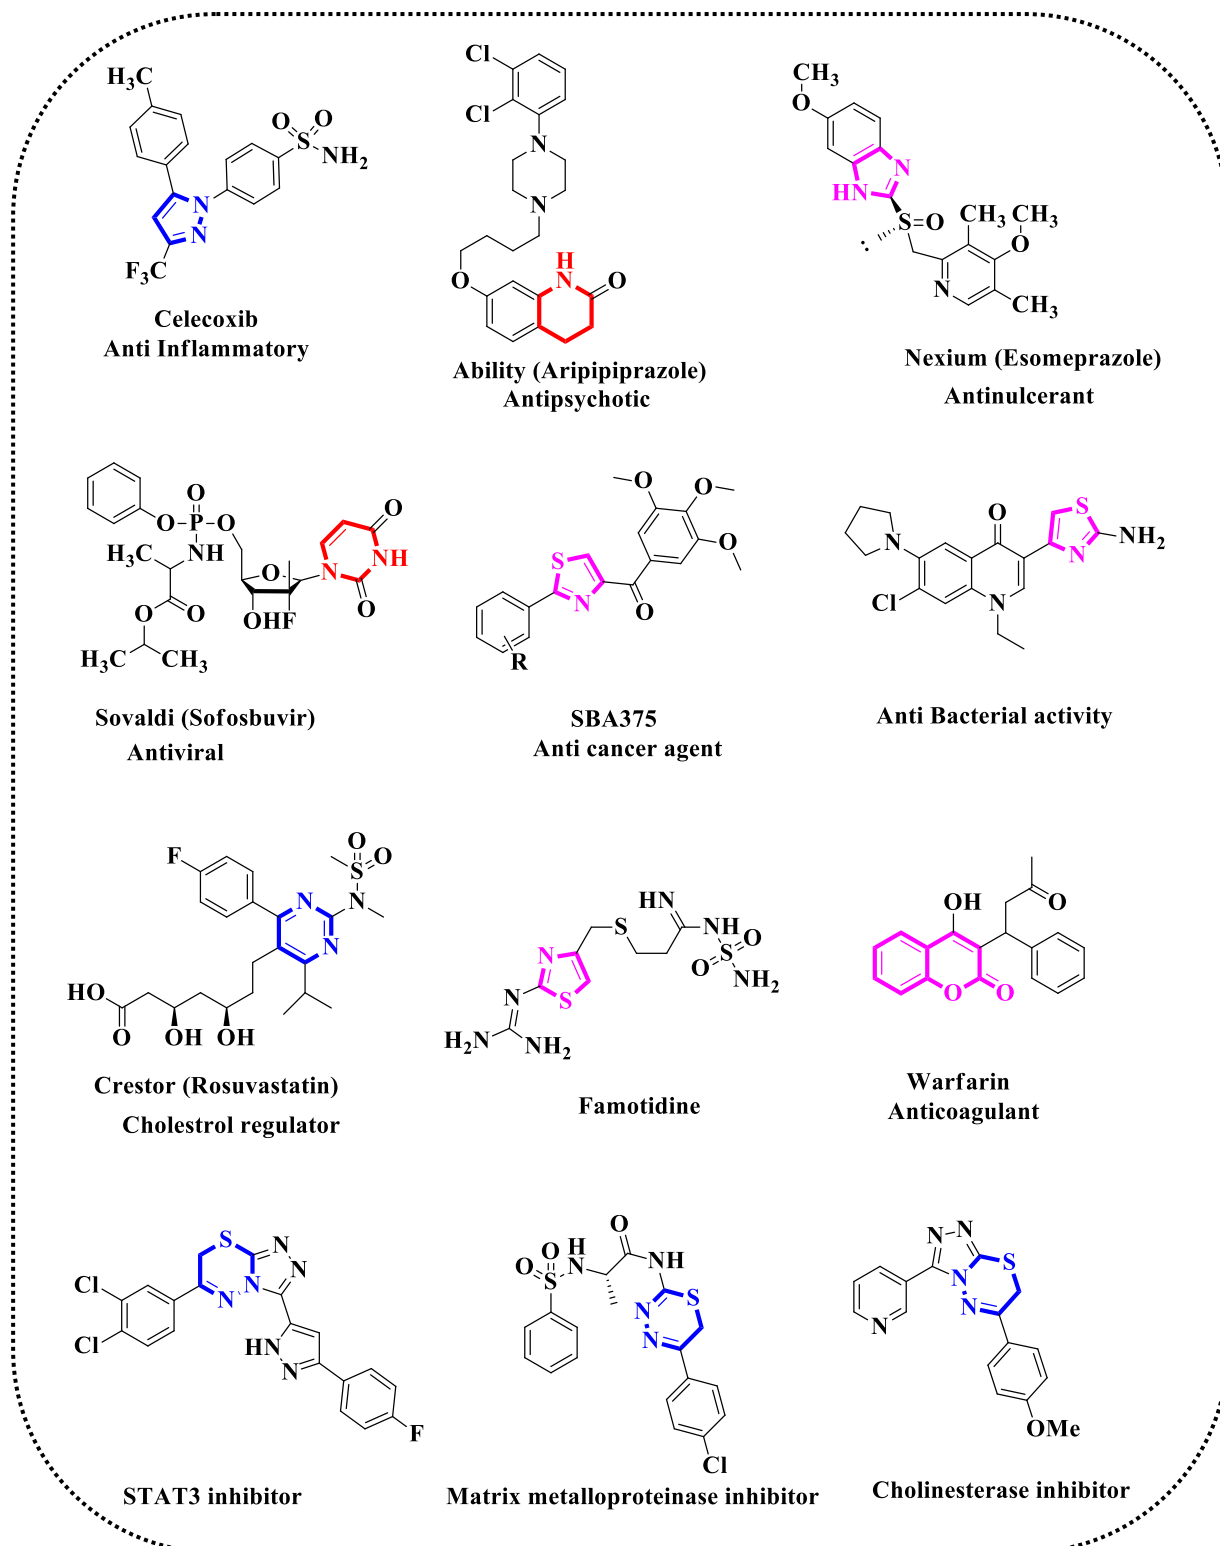 H3C
O O
S
NH2
N
N
F3C
Celecoxib
Anti Inflammatory
Cl
Cl
N
N
O
H
N
O
Ability (Aripipiprazole)
Antipsychotic
CH3
O
N
HN
S=O
CH3
CH3
O
N
CH3
Nexium (Esomeprazole)
Antinulcerant
O
O-P-O
NH
H3C
O
O
H3C
CH3
O
N
O
NH
O
OHF
Sovaldi (Sofosbuvir)
Antiviral
O
O
O
S
N
O
R
SBA375
Anti cancer agent
N
O
S
N
NH2
Cl
N
Anti Bacterial activity
F
O
S O
N
N
N
HO
O
OH OH
Crestor (Rosuvastatin)
Cholestrol regulator
IN
S
NH
S
O
O
NH2
N
S
N
H2N
NH2
Famotidine
OH
O
O
O
Warfarin
Anticoagulant
S
N
N
N
N
Cl
Cl
HN
N
F
STAT3 inhibitor
O
O
S
O
H
N
NH
N
N
S
Cl
Matrix metalloproteinase inhibitor
N
N
N
N
S
N
OMe
Cholinesterase inhibitor